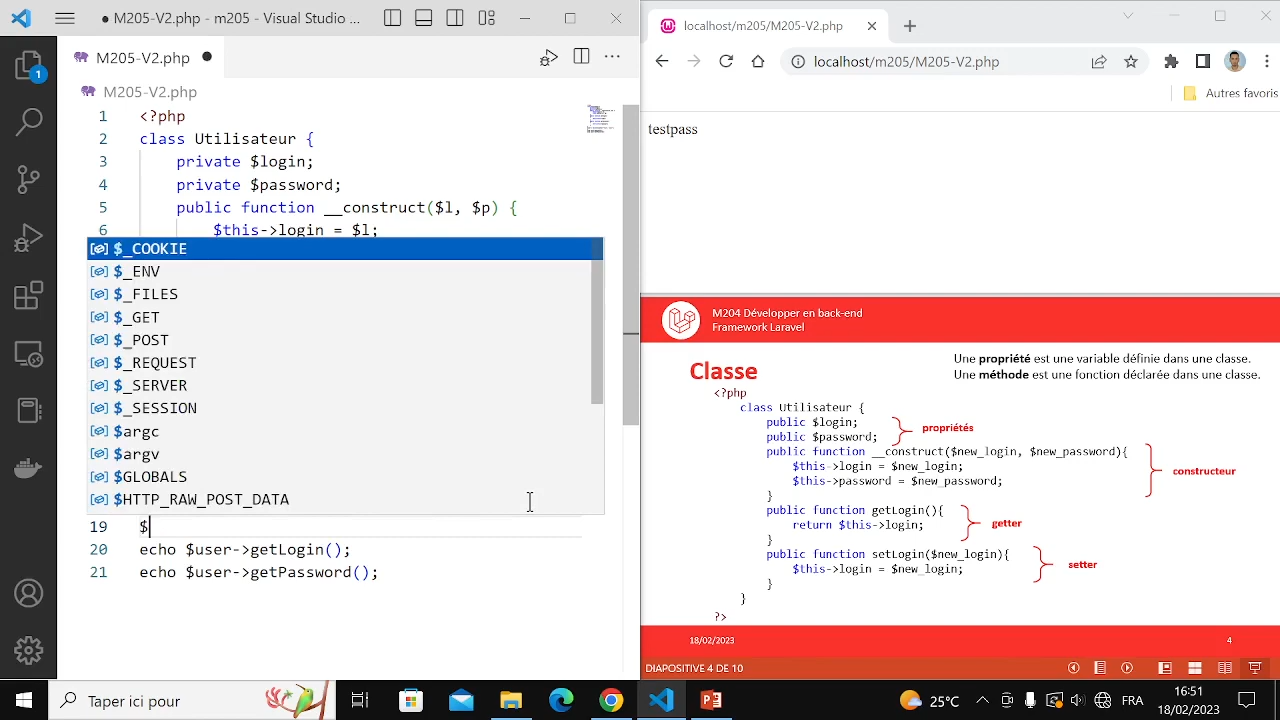 M205-V2.php - m205 - Visual Studio ...
M205-V2.php
M205-V2.php
1 <?php
2 class Utilisateur {
3 private $login;
4 private $password;
5 public function __construct($l, $p) {
6 $this->login = $l;
$_COOKIE
$_ENV
$_FILES
$_GET
$_POST
$_REQUEST
$_SERVER
$_SESSION
$argc
$argv
$GLOBALS
$HTTP_RAW_POST_DATA
19 $
20 echo $user->getLogin();
21 echo $user->getPassword();
1
localhost/m205/M205-V2.php
localhost/m205/M205-V2.php
Autres favoris
testpass
M204 Développer en back-end
Framework Laravel
Classe
Une propriété est une variable définie dans une classe.
Une méthode est une fonction déclarée dans une classe.
<?php
class Utilisateur {
public $login;
public $password;
propriétés
public function __construct($new_login, $new_password){
$this->login = $new_login;
$this->password = $new_password;
}
constructeur
public function getLogin(){
return $this->login;
}
getter
public function setLogin($new_login){
$this->login = $new_login;
}
setter
}
?>
18/02/2023
4
DIAPOSITIVE 4 DE 10
Taper ici pour
25°C
FRA
16:51
18/02/2023